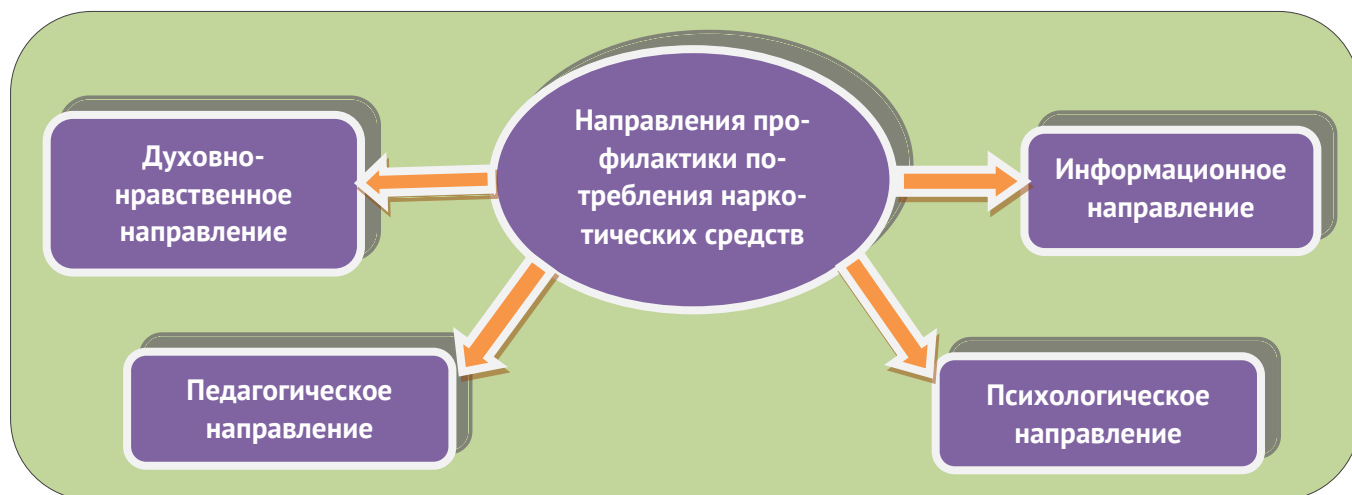 Направления про-
филактики по-
требления нарко-
тических средств
Духовно-
нравственное
направление
Информационное
направление
Педагогическое
направление
Психологическое
направление